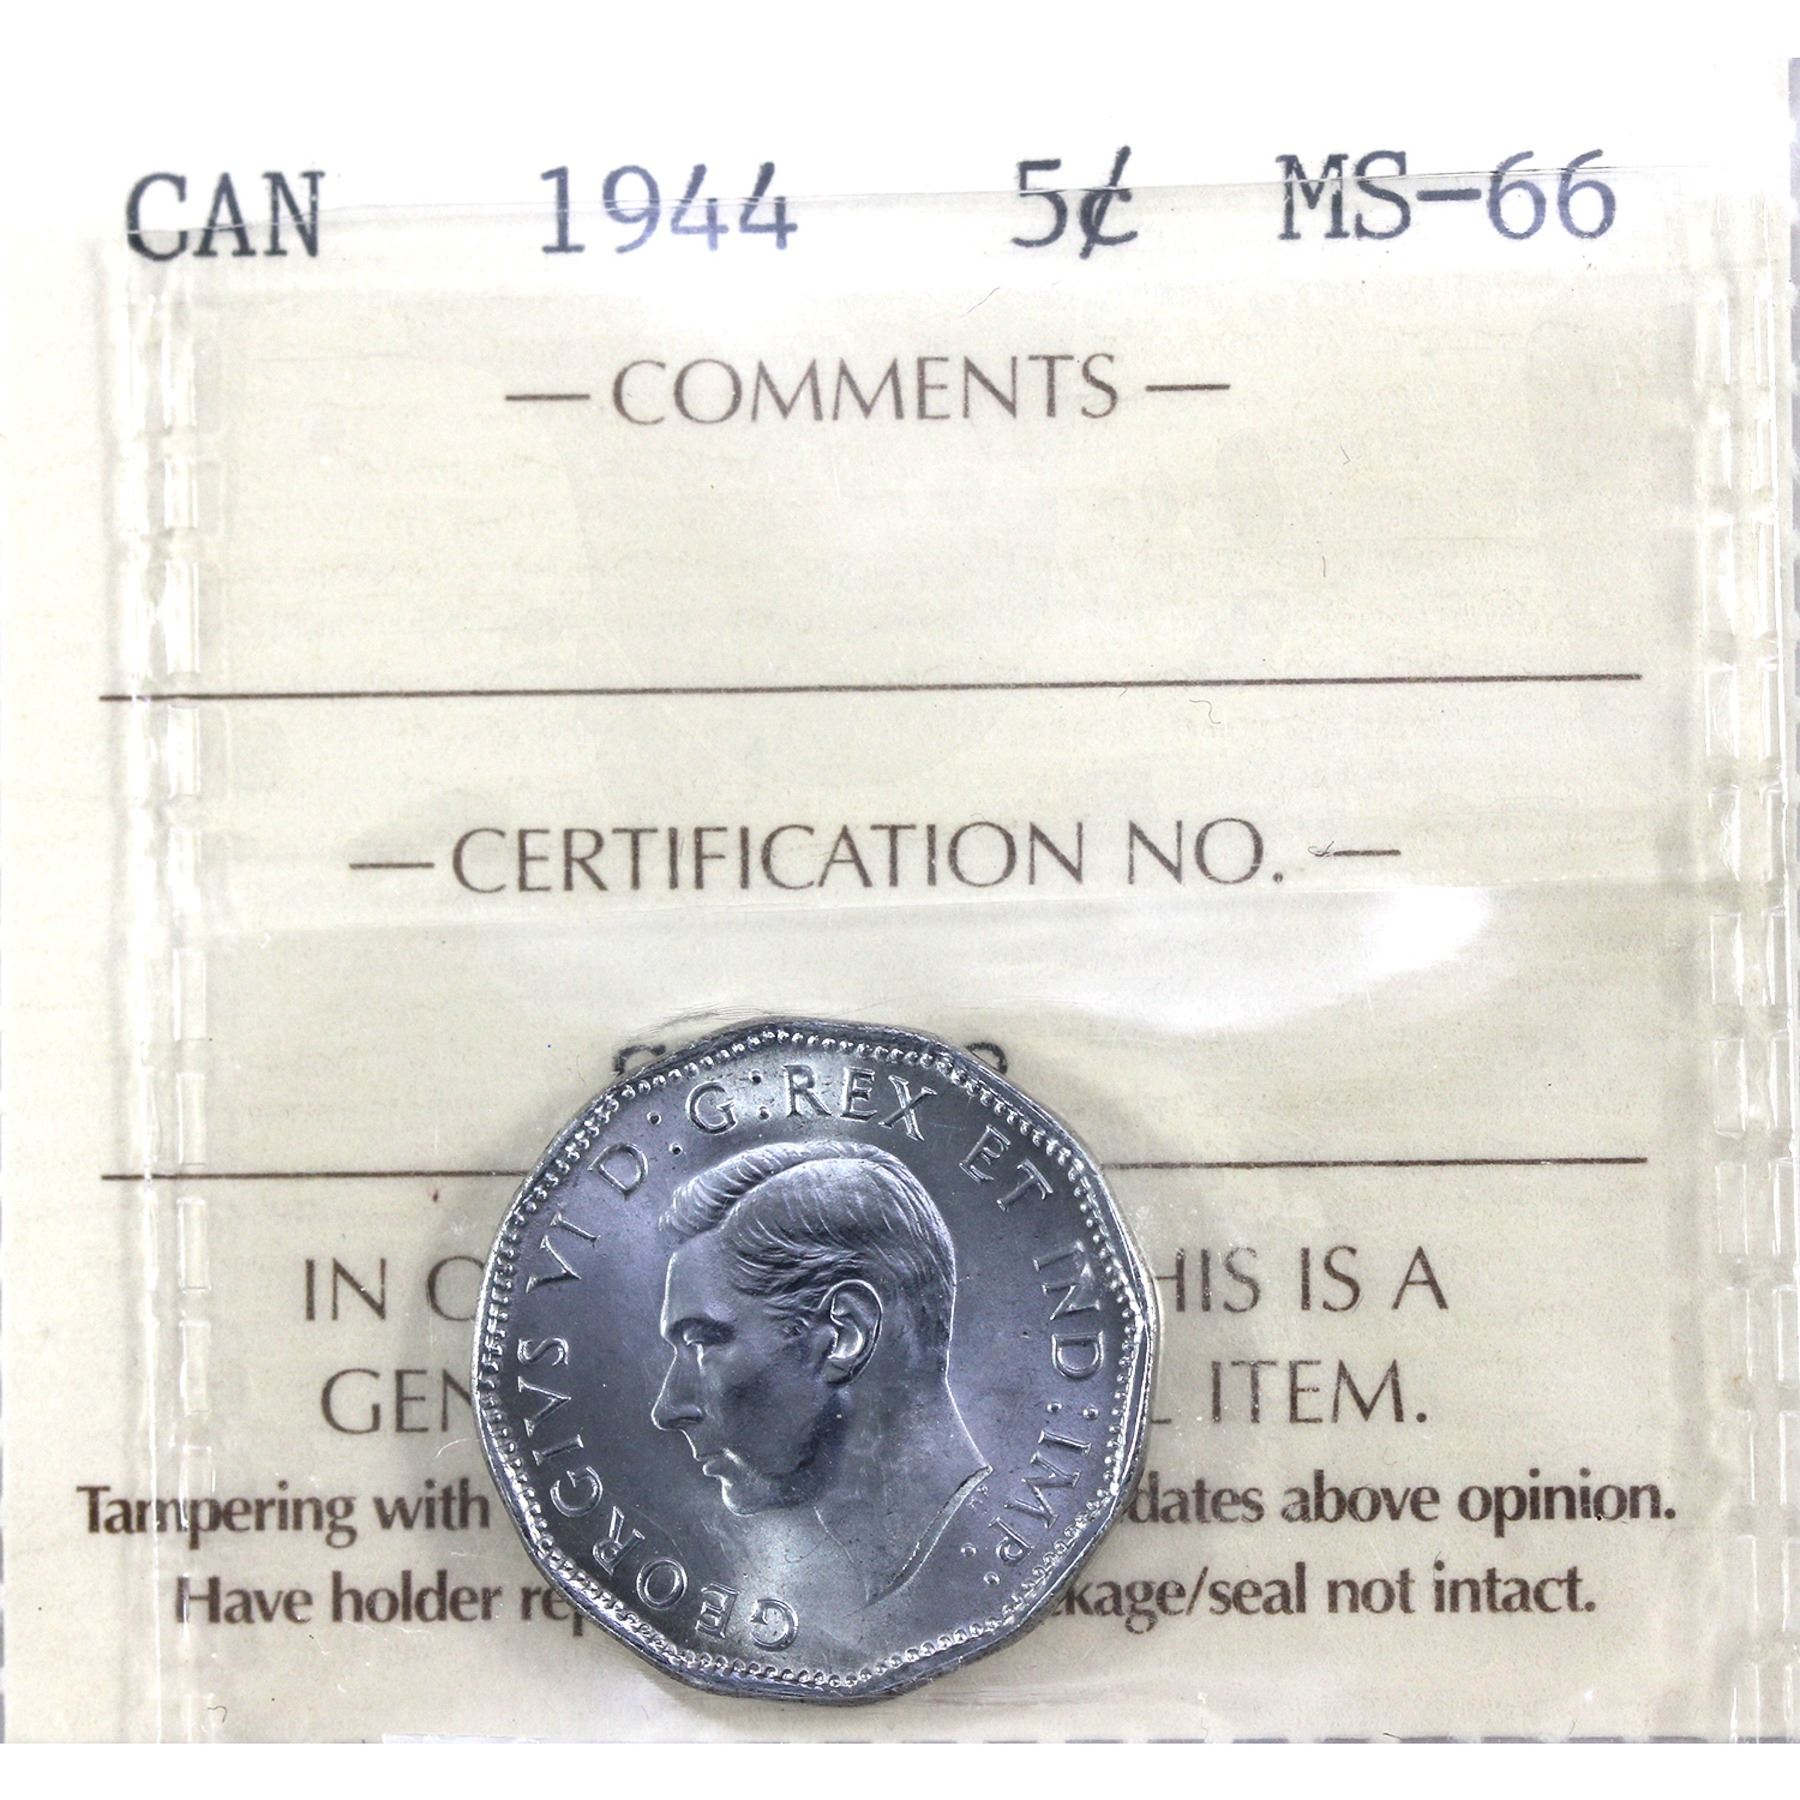 CAN 1944 5¢ MS-66
— COMMENTS —
— CERTIFICATION NO. —
IN HIS IS A
GEN ITEM.
Tampering with dates above opinion.
Have holder kage/seal not intact.
GEORGIVS VI D:G:REX ET IND:IMP: